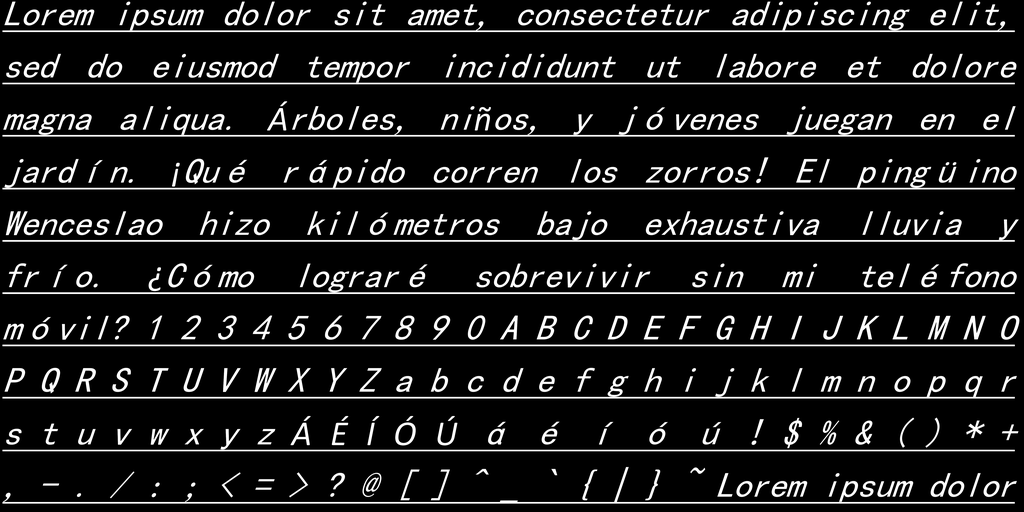 Lorem ipsum dolor sit amet, consectetur adipiscing elit,
sed do eiusmod tempor incididunt ut labore et dolore
magna aliqua. Árboles, niños, y jóvenes juegan en el
jardín. ¡Qué rápido corren los zorros! El pingüino
Wenceslao hizo kilómetros bajo exhaustiva lluvia y
frío. ¿Cómo lograré sobrevivir sin mi teléfono
móvil? 1 2 3 4 5 6 7 8 9 0 A B C D E F G H I J K L M N O
P Q R S T U V W X Y Z a b c d e f g h i j k l m n o p q r
s t u v w x y z Á É Í Ó Ú á é í ó ú ! $ % & ( ) * +
, - . / : ; < = > ? @ [ ] ^ _ ` { | } ~ Lorem ipsum dolor